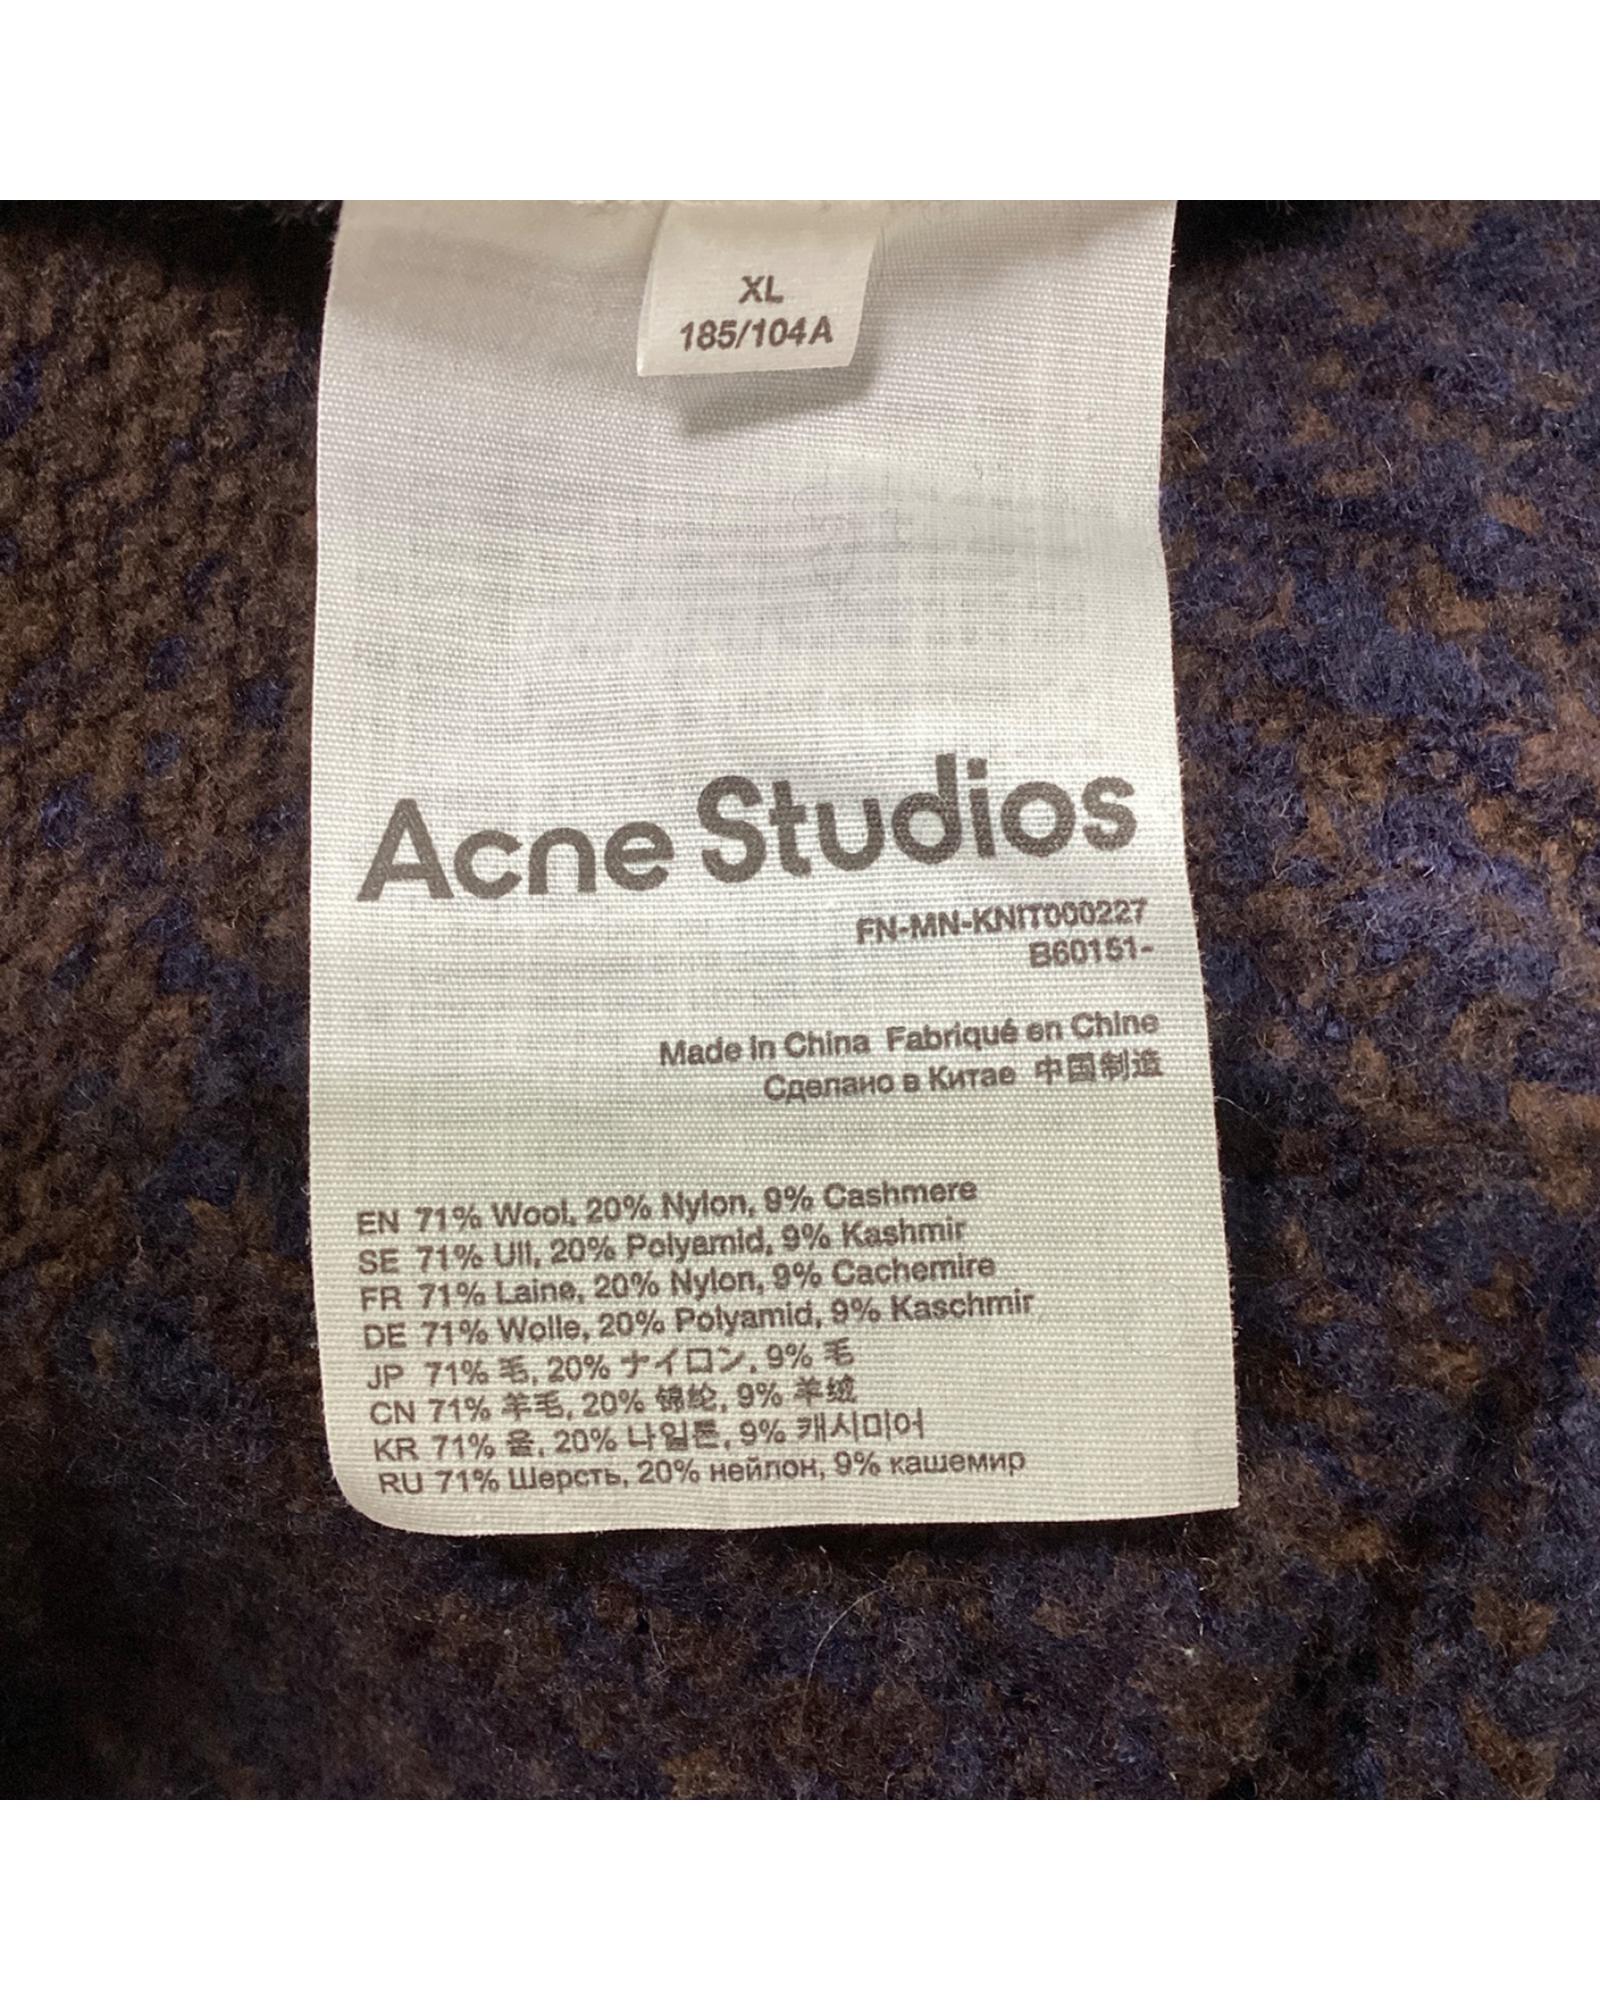 XL
185/104A
Acne Studios
FN-MN-KNIT000227
B60151-
Made in China Fabriqué en Chine
Сделано в Китае 中国制造
EN 71% Wool, 20% Nylon, 9% Cashmere
SE 71% Ull, 20% Polyamid, 9% Kashmir
FR 71% Laine, 20% Nylon, 9% Cachemire
DE 71% Wolle, 20% Polyamid, 9% Kaschmir
JP 71% 毛, 20% ナイロン, 9% 毛
CN 71% 羊毛, 20% 锦纶, 9% 羊绒
KR 71% 울, 20% 나일론, 9% 캐시미어
RU 71% Шерсть, 20% нейлон, 9% кашемир